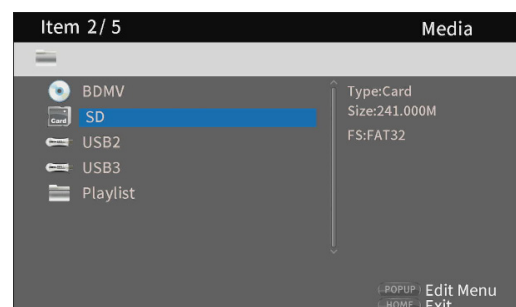 Item 2/5
Media
BDMV
Card
SD
USB2
USB3
Playlist
Type:Card
Size:241.000M
FS:FAT32
POPUP Edit Menu
HOME Exit